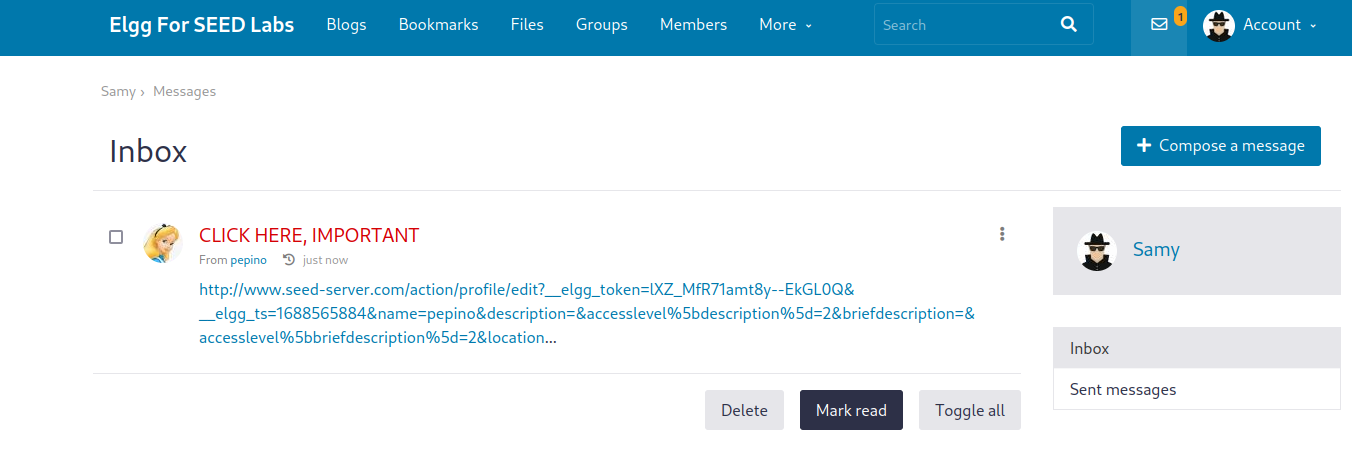 Elgg For SEED Labs Blogs Bookmarks Files Groups Members More Search 1 Account
Samy › Messages
Inbox
Compose a message
CLICK HERE, IMPORTANT
From pepino just now
http://www.seed-server.com/action/profile/edit?__elgg_token=lXZ_MfR71amt8y--EkGL0Q&
__elgg_ts=1688565884&name=pepino&description=&accesslevel%5bdescription%5d=2&briefdescription=&
accesslevel%5bbriefdescription%5d=2&location...
Delete Mark read Toggle all
Samy
Inbox
Sent messages